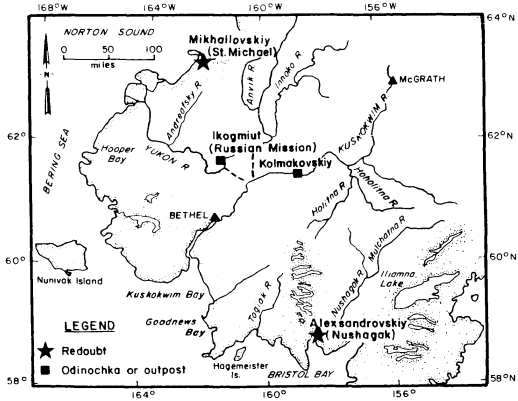 168°W
164°
160°
156°
64°N
NORTON SOUND
0 50 100
miles
N
Mikhailovskiy
(St. Michael)
Anvik R
Innoko R
McGRATH
Andreafsky R
62°
62°N
BERING SEA
Hooper
Bay
YUKON R
Ikogmiut
(Russian Mission)
Kolmakovskiy
KUSKOKWIM R
Holitna R
Hoholitna R
BETHEL
Mulchatna R
60°
60°N
Nunivak Island
Iliamna
Lake
Kuskokwim Bay
Togiak R
Nushagak R
Goodnews
Bay
Alexsandrovskiy
(Nushagak)
LEGEND
Redoubt
Odinochka or outpost
Hagemeister
Is.
BRISTOL BAY
58°
58°N
164°
160°
156°